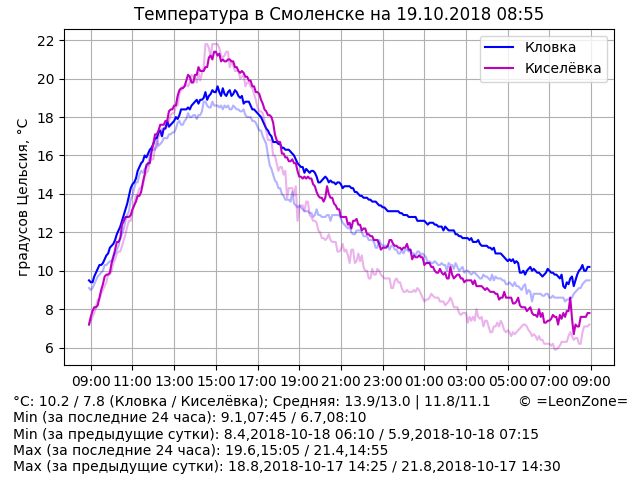 Температура в Смоленске на 19.10.2018 08:55
Кловка
Киселёвка
градусов Цельсия, °C
22
20
18
16
14
12
10
8
6
09:00 11:00 13:00 15:00 17:00 19:00 21:00 23:00 01:00 03:00 05:00 07:00 09:00
°C: 10.2 / 7.8 (Кловка / Киселёвка); Средняя: 13.9/13.0 | 11.8/11.1 © =LeonZone=
Min (за последние 24 часа): 9.1,07:45 / 6.7,08:10
Min (за предыдущие сутки): 8.4,2018-10-18 06:10 / 5.9,2018-10-18 07:15
Max (за последние 24 часа): 19.6,15:05 / 21.4,14:55
Max (за предыдущие сутки): 18.8,2018-10-17 14:25 / 21.8,2018-10-17 14:30